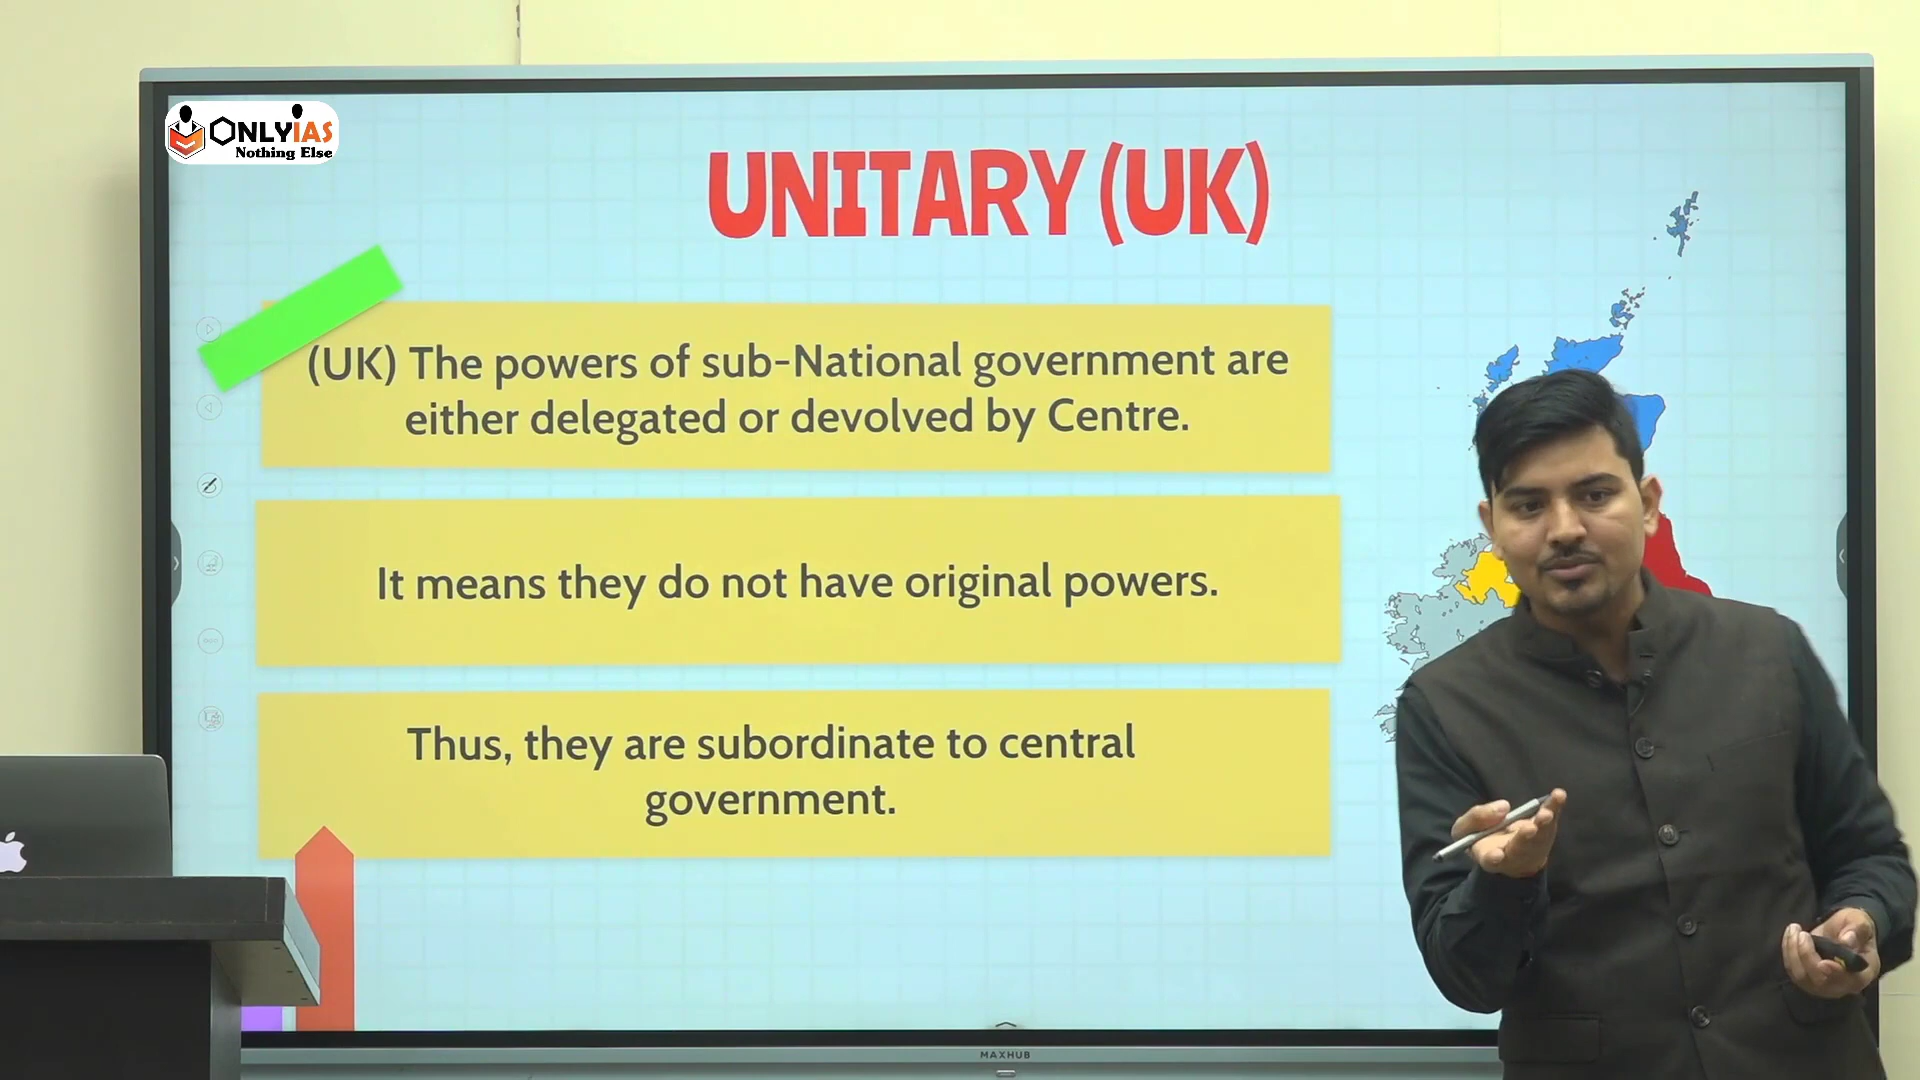 ONLYIAS
Nothing Else
UNITARY (UK)
(UK) The powers of sub-National government are
either delegated or devolved by Centre.
It means they do not have original powers.
Thus, they are subordinate to central
government.
MAXHUB